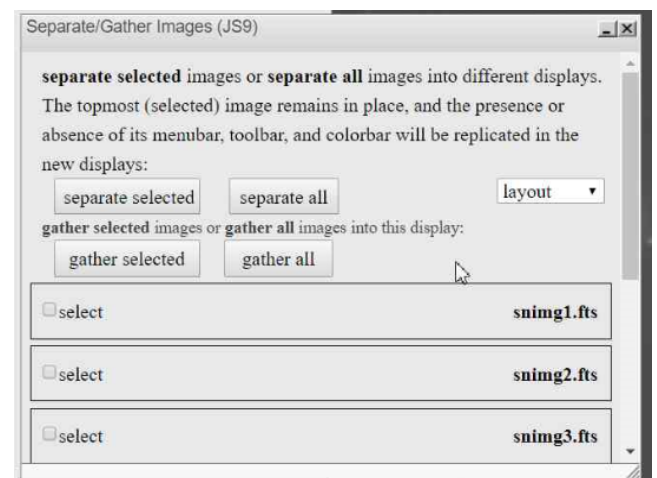 Separate/Gather Images (JS9)
separate selected images or separate all images into different displays.
The topmost (selected) image remains in place, and the presence or
absence of its menubar, toolbar, and colorbar will be replicated in the
new displays:
separate selected separate all layout
gather selected images or gather all images into this display:
gather selected gather all
select snimg1.fts
select snimg2.fts
select snimg3.fts